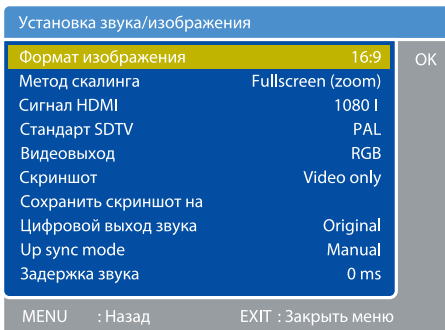 Установка звука/изображения
Формат изображения 16:9 OK
Метод скалинга Fullscreen (zoom)
Сигнал HDMI 1080 I
Стандарт SDTV PAL
Видеовыход RGB
Скриншот Video only
Сохранить скриншот на
Цифровой выход звука Original
Up sync mode Manual
Задержка звука 0 ms
MENU : Назад EXIT : Закрыть меню